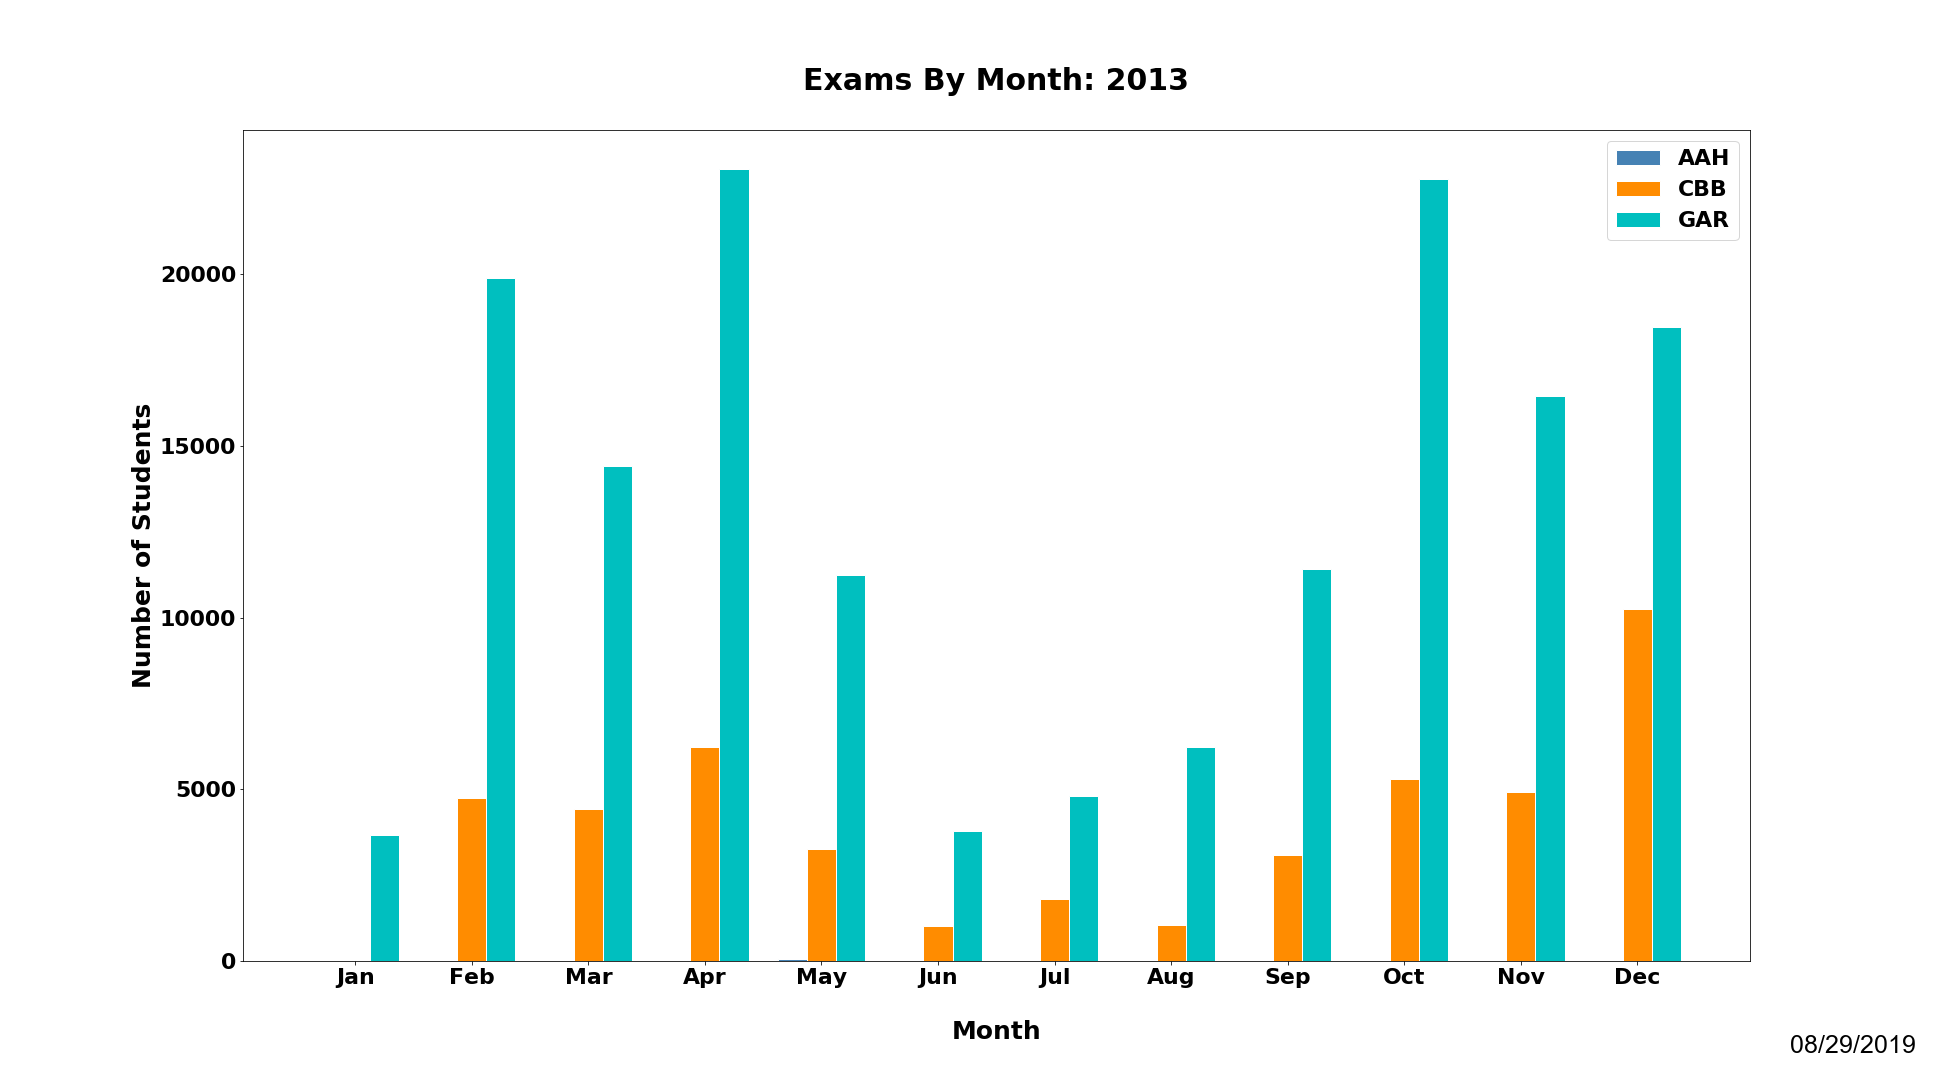 Exams By Month: 2013
AAH
CBB
GAR
Number of Students
20000
15000
10000
5000
0
Jan Feb Mar Apr May Jun Jul Aug Sep Oct Nov Dec
Month
08/29/2019